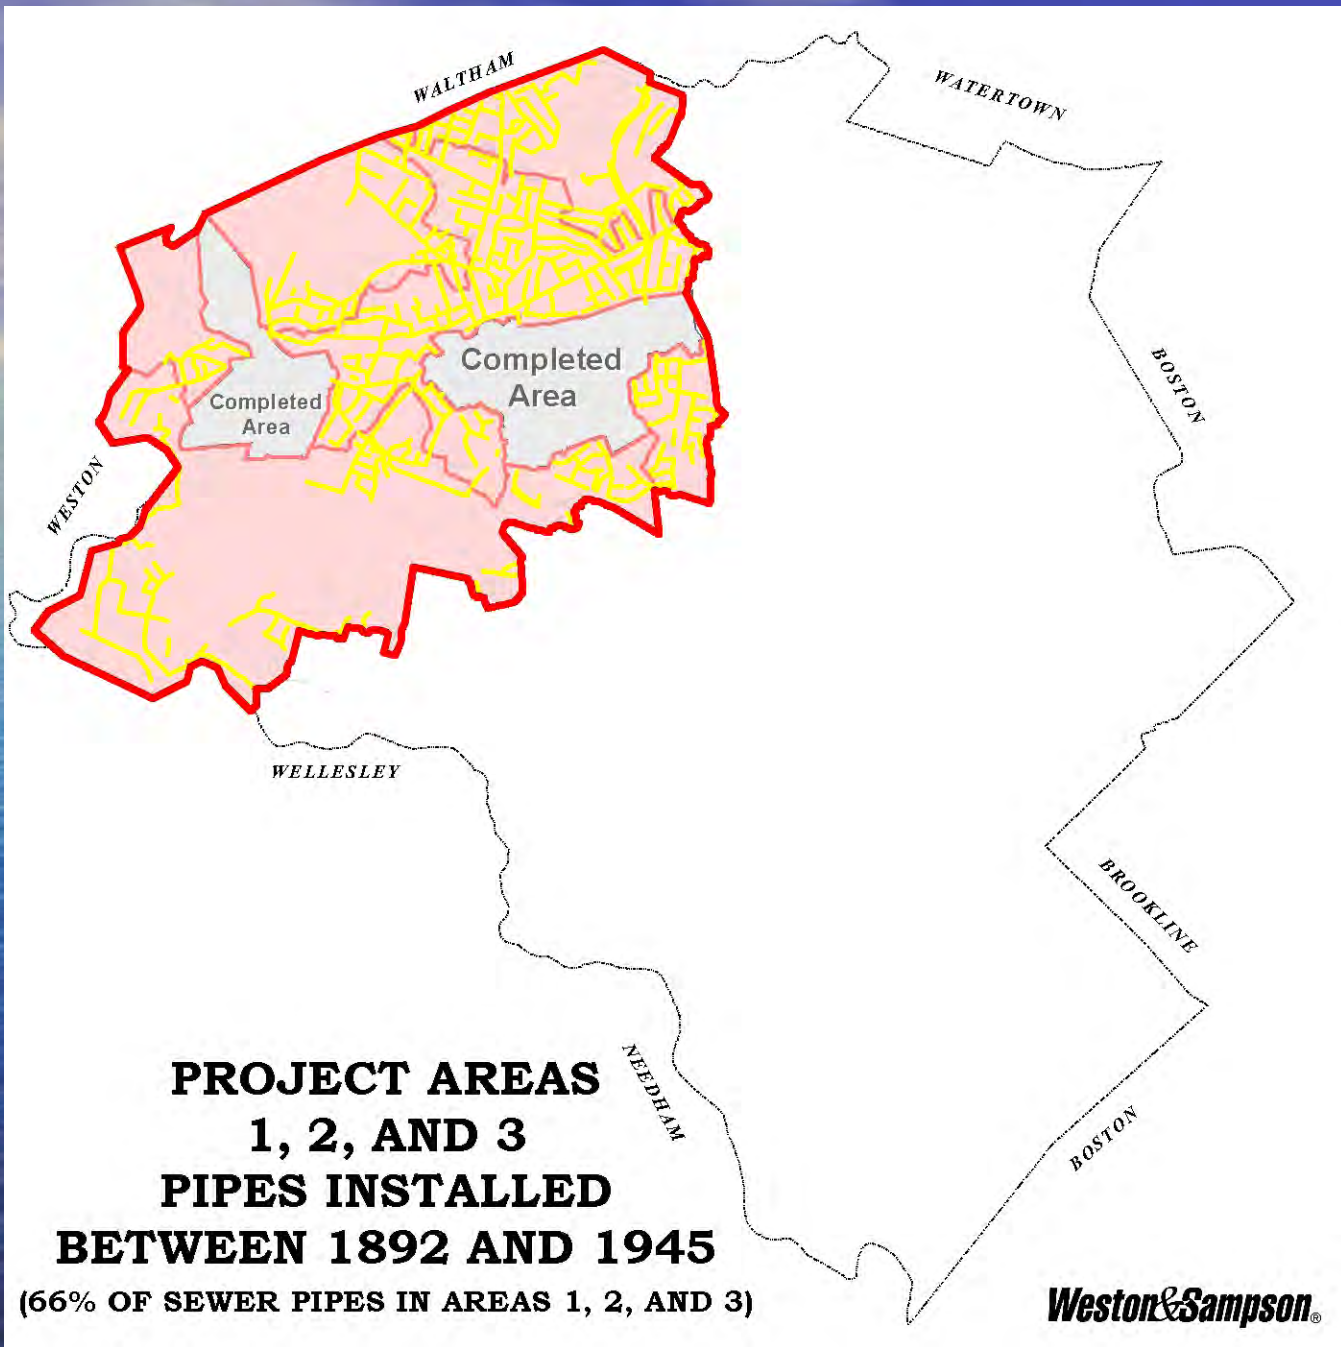 WALTHAM
WATERTOWN
BOSTON
Completed
Area
Completed
Area
WESTON
WELLESLEY
BROOKLINE
NEEDHAM
BOSTON
PROJECT AREAS
1, 2, AND 3
PIPES INSTALLED
BETWEEN 1892 AND 1945
(66% OF SEWER PIPES IN AREAS 1, 2, AND 3)
Weston&Sampson®